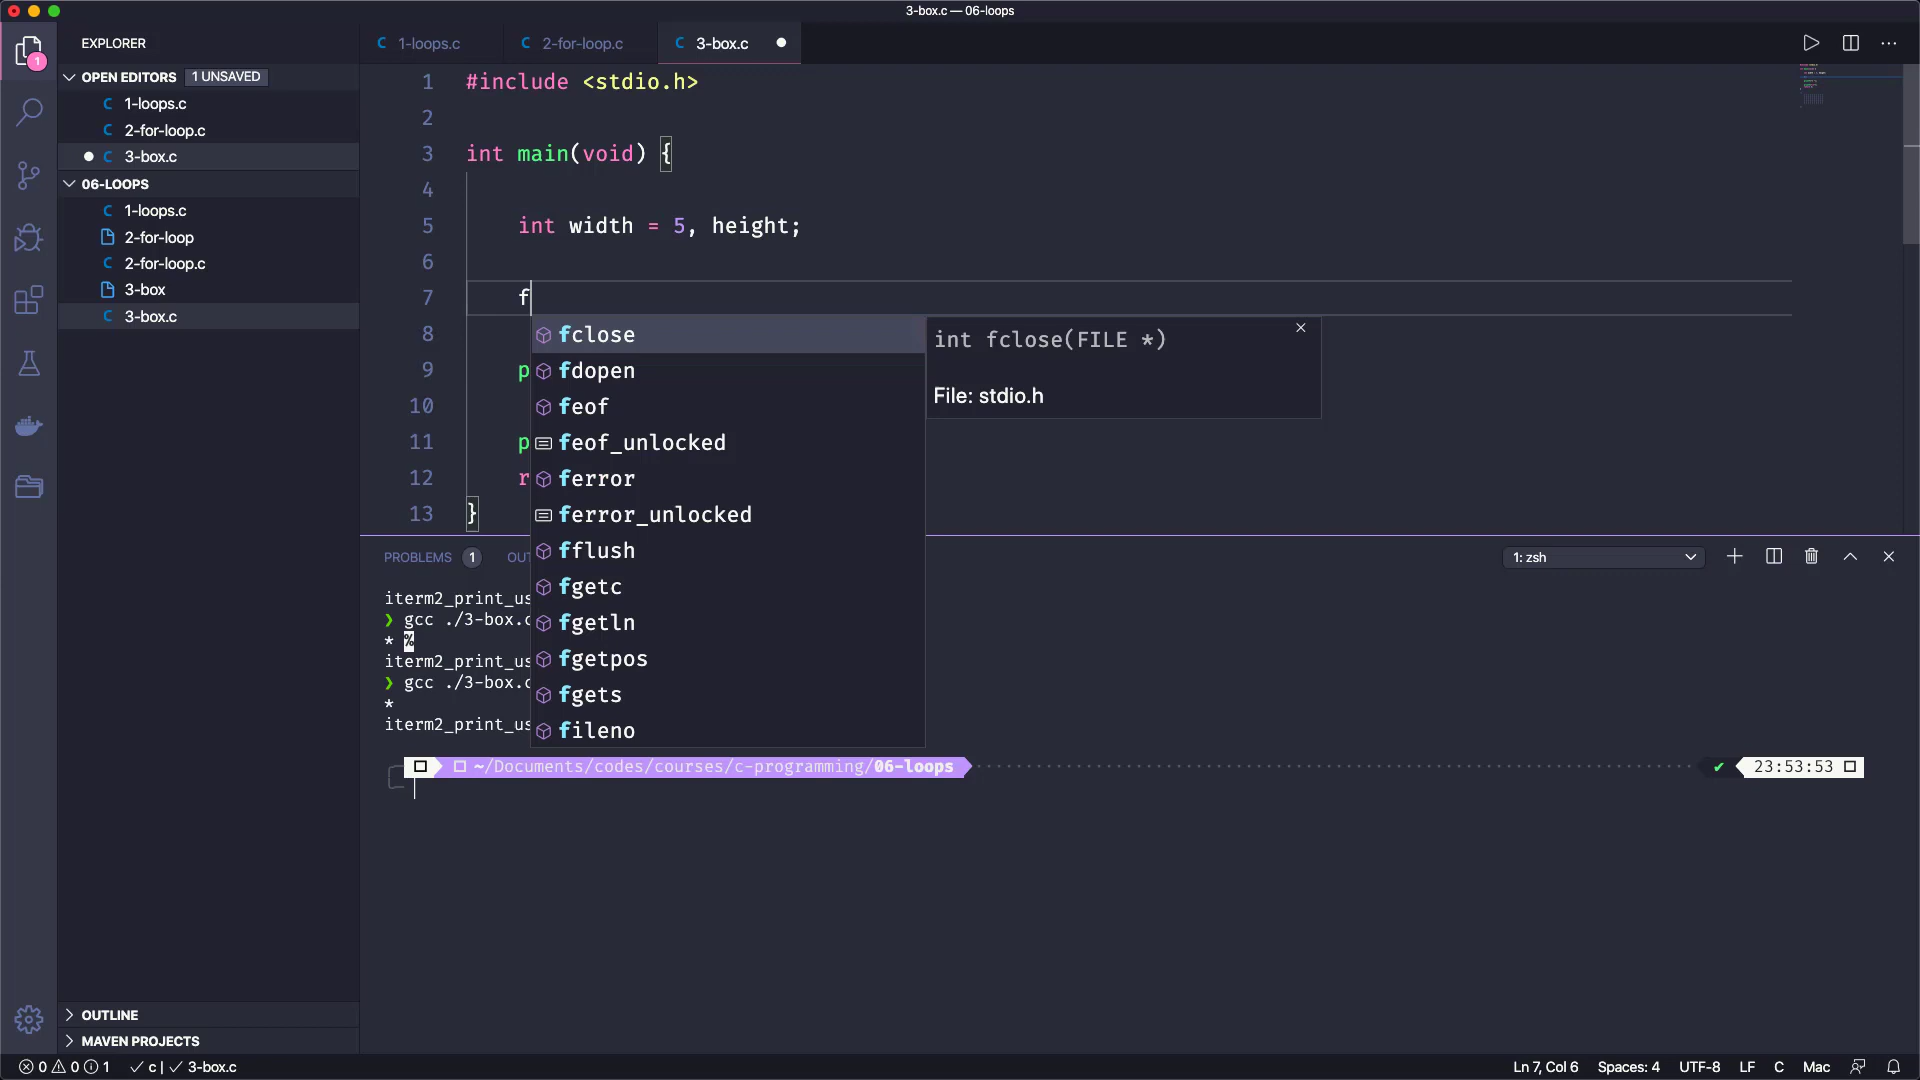 3-box.c — 06-loops
EXPLORER
OPEN EDITORS 1 UNSAVED
1-loops.c
2-for-loop.c
3-box.c
06-LOOPS
1-loops.c
2-for-loop
2-for-loop.c
3-box
3-box.c
OUTLINE
MAVEN PROJECTS
1
C 1-loops.c
C 2-for-loop.c
C 3-box.c
1 #include <stdio.h>
2
3 int main(void) {
4
5 int width = 5, height;
6
7 f
8
9 p
10
11 p
12 r
13 }
fclose
fdopen
feof
feof_unlocked
ferror
ferror_unlocked
fflush
fgetc
fgetln
fgetpos
fgets
fileno
int fclose(FILE *)
File: stdio.h
PROBLEMS 1 OUT
1: zsh
iterm2_print_us
❯ gcc ./3-box.c
* %
iterm2_print_us
❯ gcc ./3-box.c
*
iterm2_print_us
~/Documents/codes/courses/c-programming/06-loops
✔ 23:53:53
0 0 1 ✓ c | ✓ 3-box.c
Ln 7, Col 6 Spaces: 4 UTF-8 LF C Mac